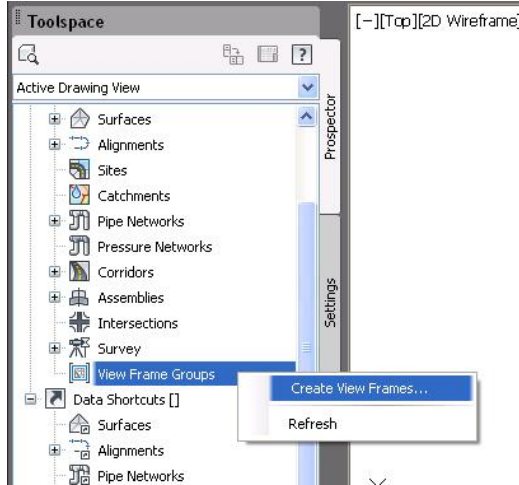 Toolspace
[–][Top][2D Wireframe]
Active Drawing View
Surfaces
Alignments
Sites
Catchments
Pipe Networks
Pressure Networks
Corridors
Assemblies
Intersections
Survey
View Frame Groups
Create View Frames...
Refresh
Data Shortcuts []
Surfaces
Alignments
Pipe Networks
Prospector
Settings